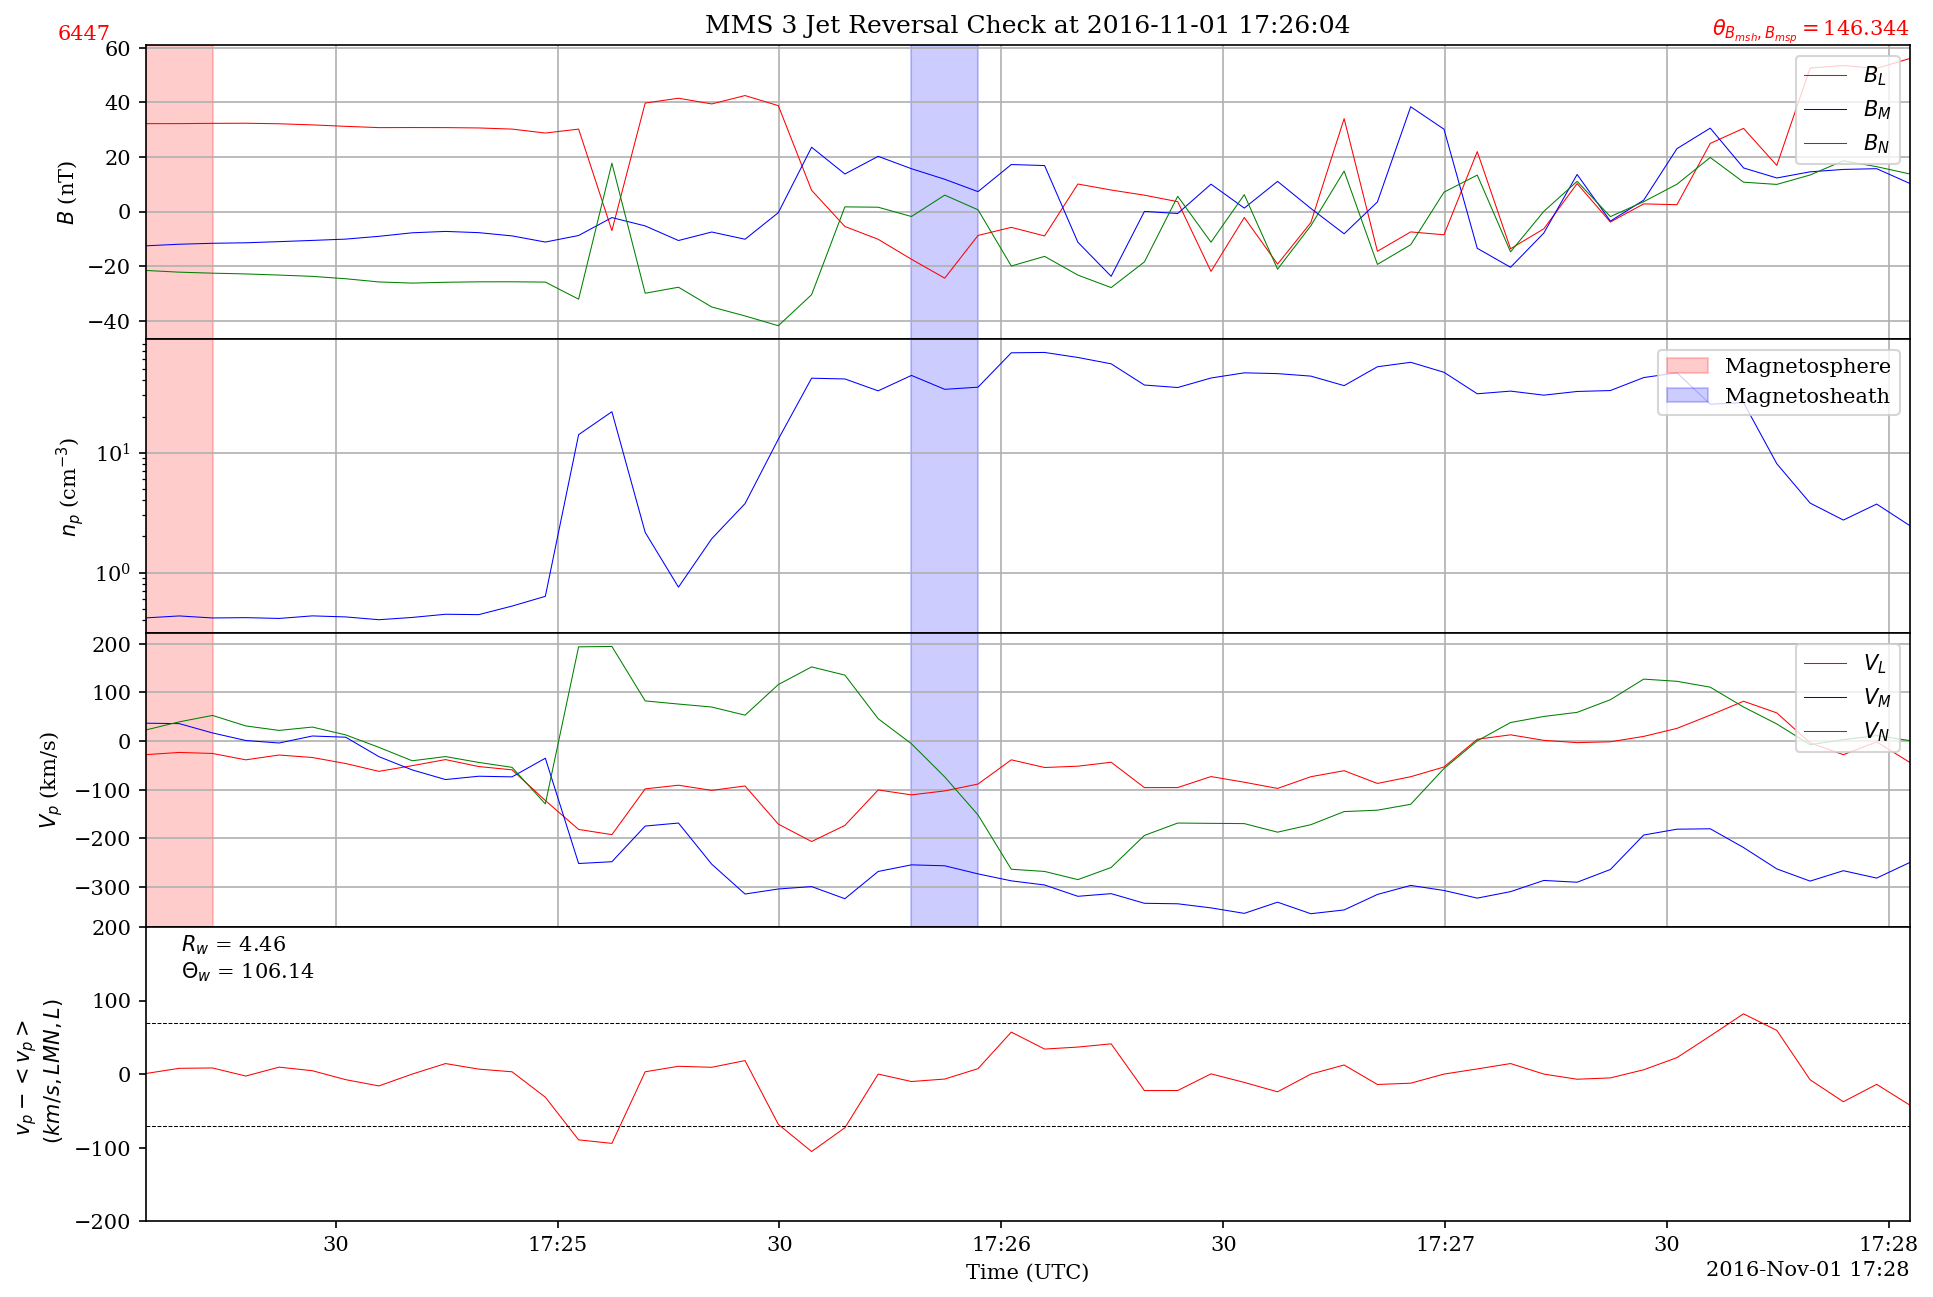 MMS 3 Jet Reversal Check at 2016-11-01 17:26:04
6447
θ_{B_{msh}, B_{msp}} = 146.344
60
40
20
0
−20
−40
B (nT)
B_L
B_M
B_N
10^1
10^0
n_p (cm^{−3})
Magnetosphere
Magnetosheath
200
100
0
−100
−200
−300
V_p (km/s)
V_L
V_M
V_N
200
100
0
−100
−200
v_p − < v_p >
(km/s, LMN, L)
R_w = 4.46
Θ_w = 106.14
30 17:25 30 17:26 30 17:27 30 17:28
Time (UTC)
2016-Nov-01 17:28